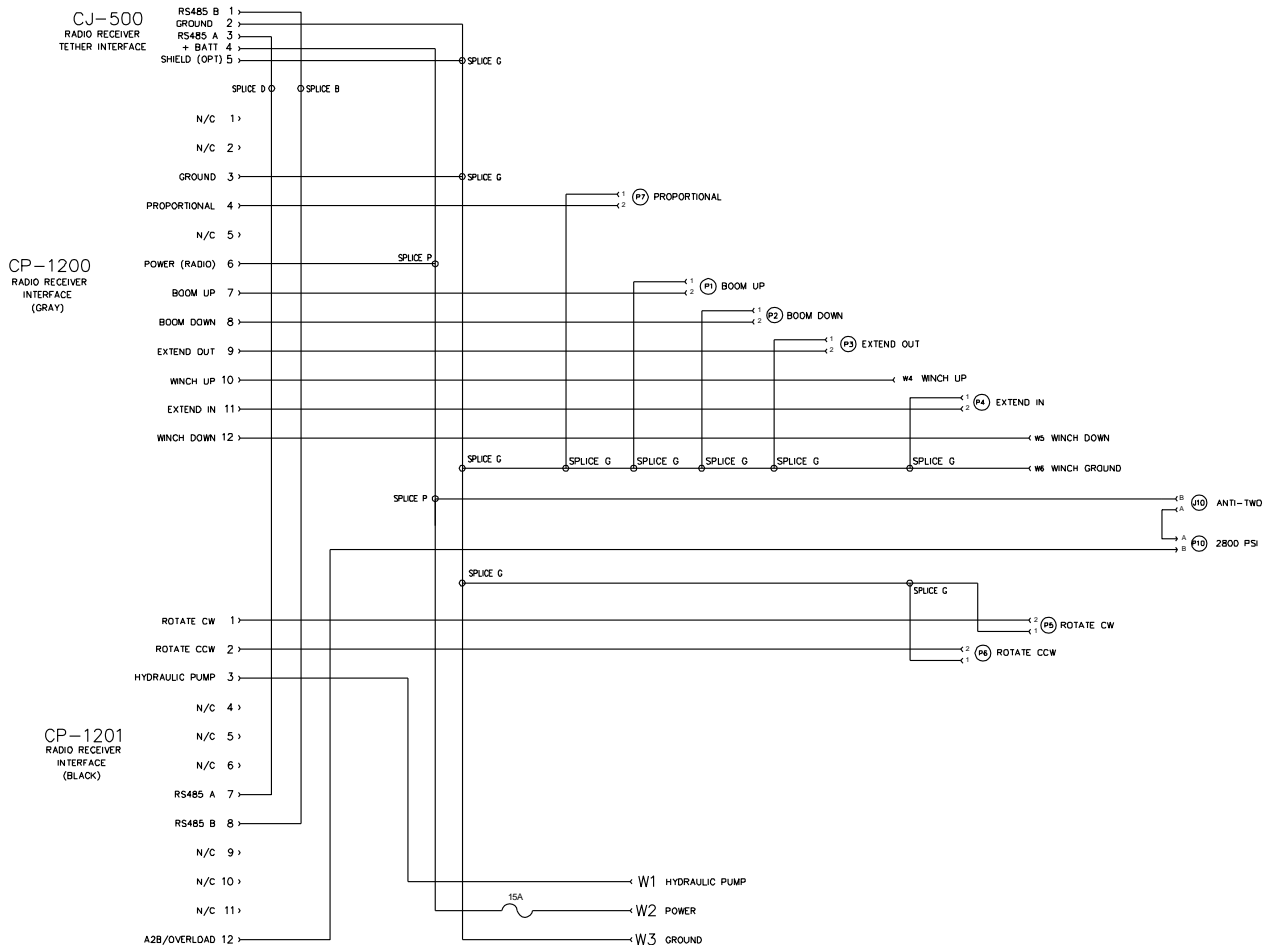 CJ-500
RADIO RECEIVER
TETHER INTERFACE
RS485 B 1
GROUND 2
RS485 A 3
+ BATT 4
SHIELD (OPT) 5
SPLICE G
SPLICE D
SPLICE B
CP-1200
RADIO RECEIVER
INTERFACE
(GRAY)
N/C 1
N/C 2
GROUND 3
SPLICE G
PROPORTIONAL 4
1
2
P7 PROPORTIONAL
N/C 5
POWER (RADIO) 6
SPLICE P
BOOM UP 7
1
2
P1 BOOM UP
BOOM DOWN 8
1
2
P2 BOOM DOWN
EXTEND OUT 9
1
2
P3 EXTEND OUT
WINCH UP 10
W4 WINCH UP
EXTEND IN 11
1
2
P4 EXTEND IN
WINCH DOWN 12
W5 WINCH DOWN
SPLICE G
SPLICE G
SPLICE G
SPLICE G
SPLICE G
SPLICE G
W6 WINCH GROUND
SPLICE P
B
A
J10 ANTI-TWO
A
B
P10 2800 PSI
SPLICE G
SPLICE G
CP-1201
RADIO RECEIVER
INTERFACE
(BLACK)
ROTATE CW 1
2
1
P5 ROTATE CW
ROTATE CCW 2
2
1
P6 ROTATE CCW
HYDRAULIC PUMP 3
N/C 4
N/C 5
N/C 6
RS485 A 7
RS485 B 8
N/C 9
N/C 10
W1 HYDRAULIC PUMP
N/C 11
15A
W2 POWER
A2B/OVERLOAD 12
W3 GROUND